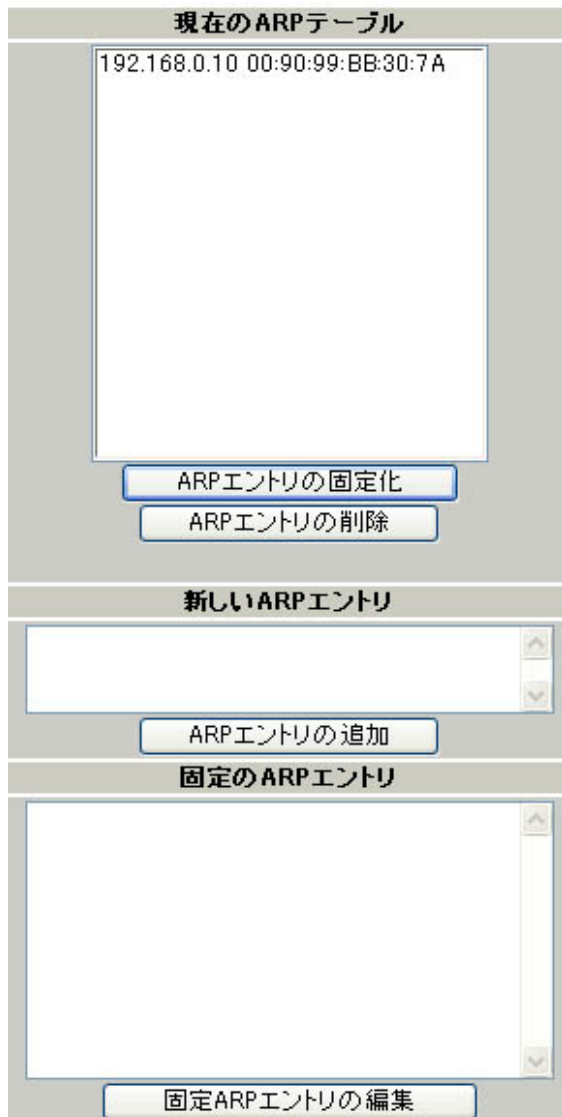 現在のARPテーブル
192.168.0.10 00:90:99:BB:30:7A
ARPエントリの固定化
ARPエントリの削除
新しいARPエントリ
ARPエントリの追加
固定のARPエントリ
固定ARPエントリの編集